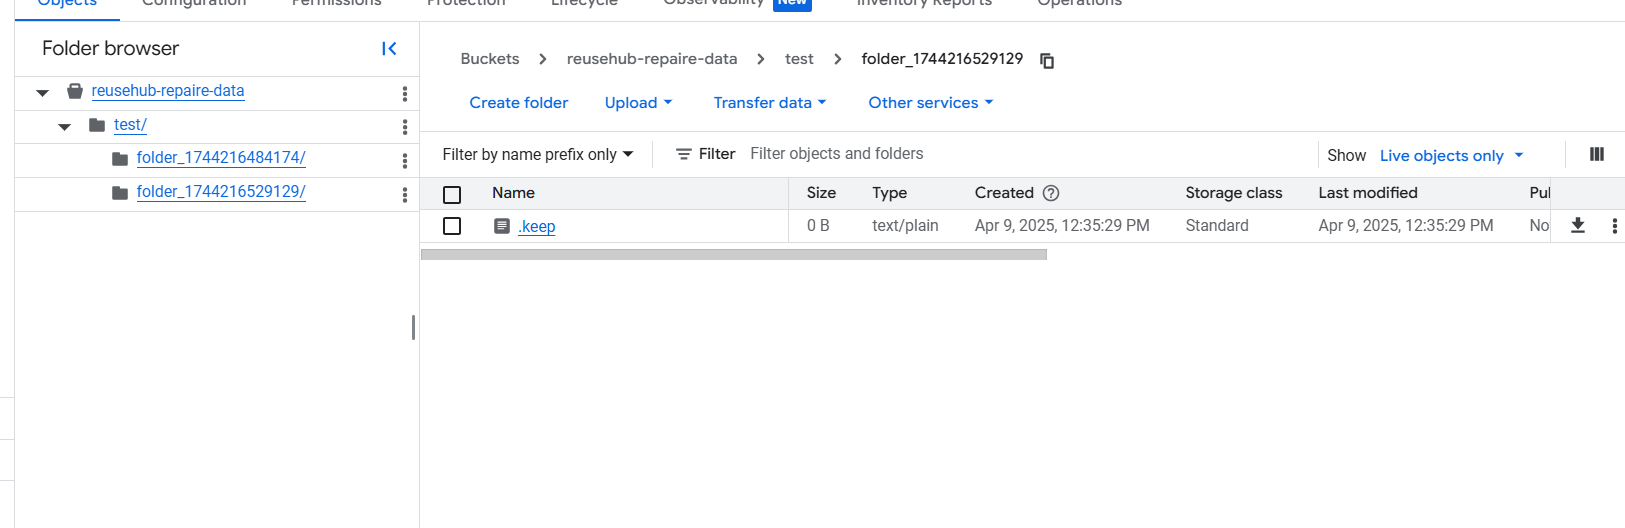 Objects Configuration Permissions Protection Lifecycle Observability New Inventory Reports Operations
Folder browser
reusehub-repaire-data
test/
folder_1744216484174/
folder_1744216529129/
Buckets > reusehub-repaire-data > test > folder_1744216529129
Create folder Upload Transfer data Other services
Filter by name prefix only Filter Filter objects and folders Show Live objects only
Name Size Type Created Storage class Last modified
.keep 0 B text/plain Apr 9, 2025, 12:35:29 PM Standard Apr 9, 2025, 12:35:29 PM No